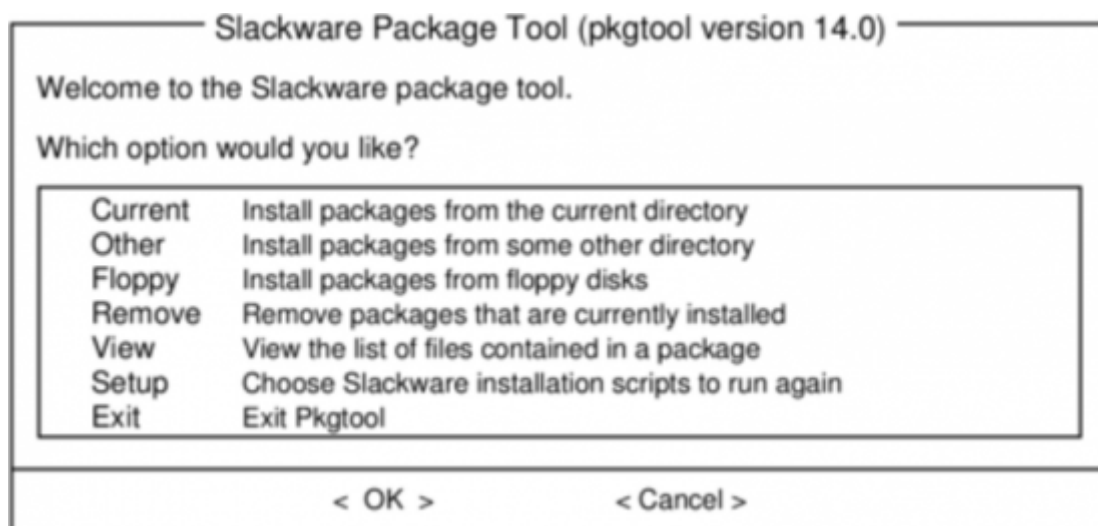 Slackware Package Tool (pkgtool version 14.0)
Welcome to the Slackware package tool.
Which option would you like?
Current Install packages from the current directory
Other Install packages from some other directory
Floppy Install packages from floppy disks
Remove Remove packages that are currently installed
View View the list of files contained in a package
Setup Choose Slackware installation scripts to run again
Exit Exit Pkgtool
< OK > < Cancel >